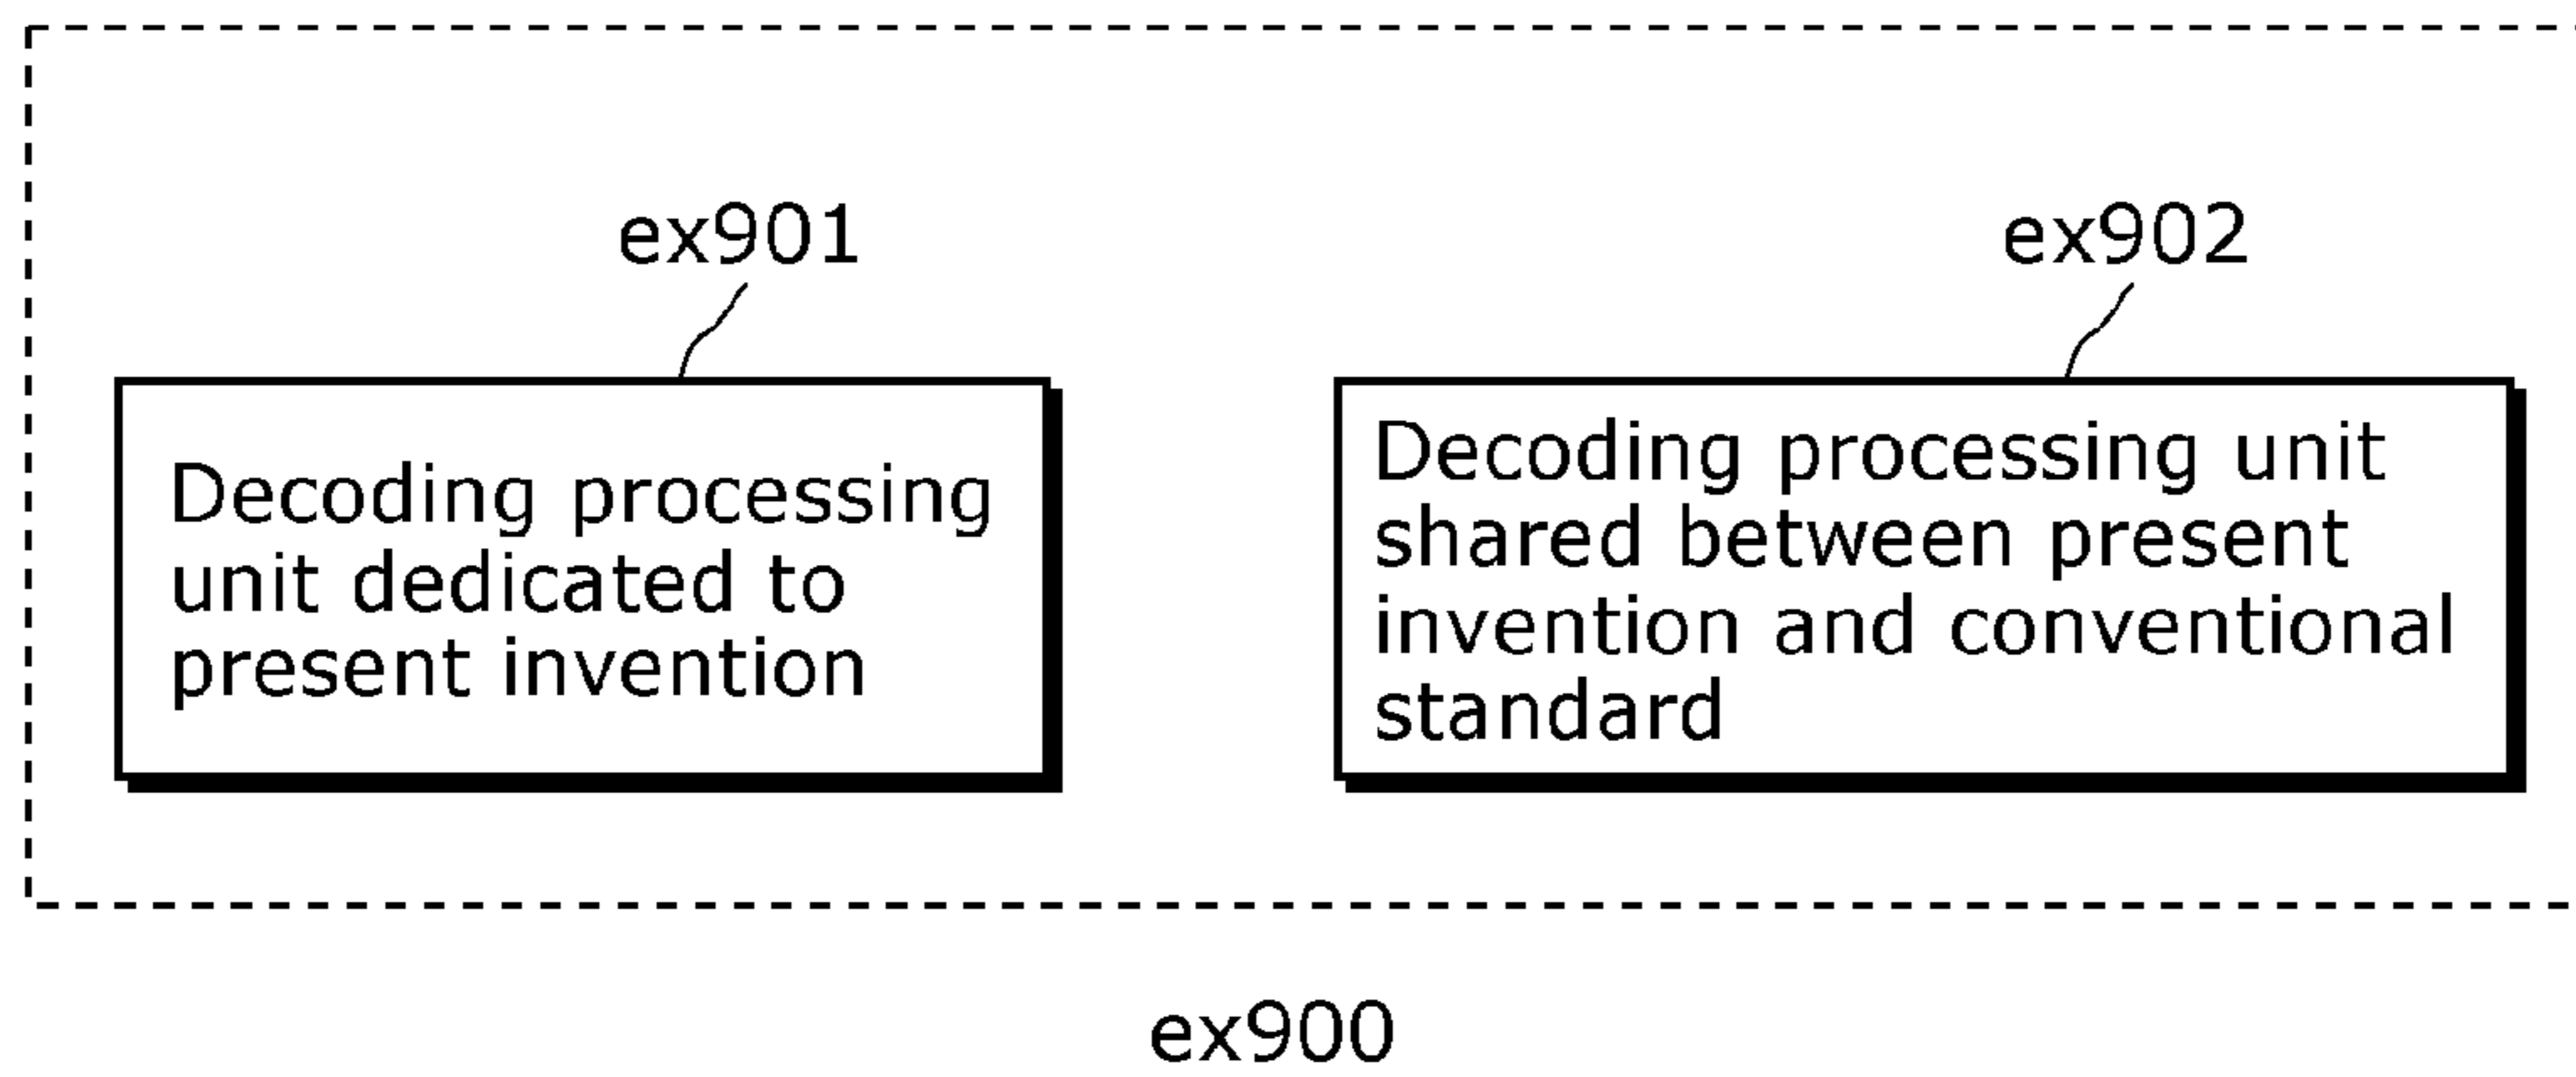 ex901
ex902
Decoding processing
unit dedicated to
present invention
Decoding processing unit
shared between present
invention and conventional
standard
ex900